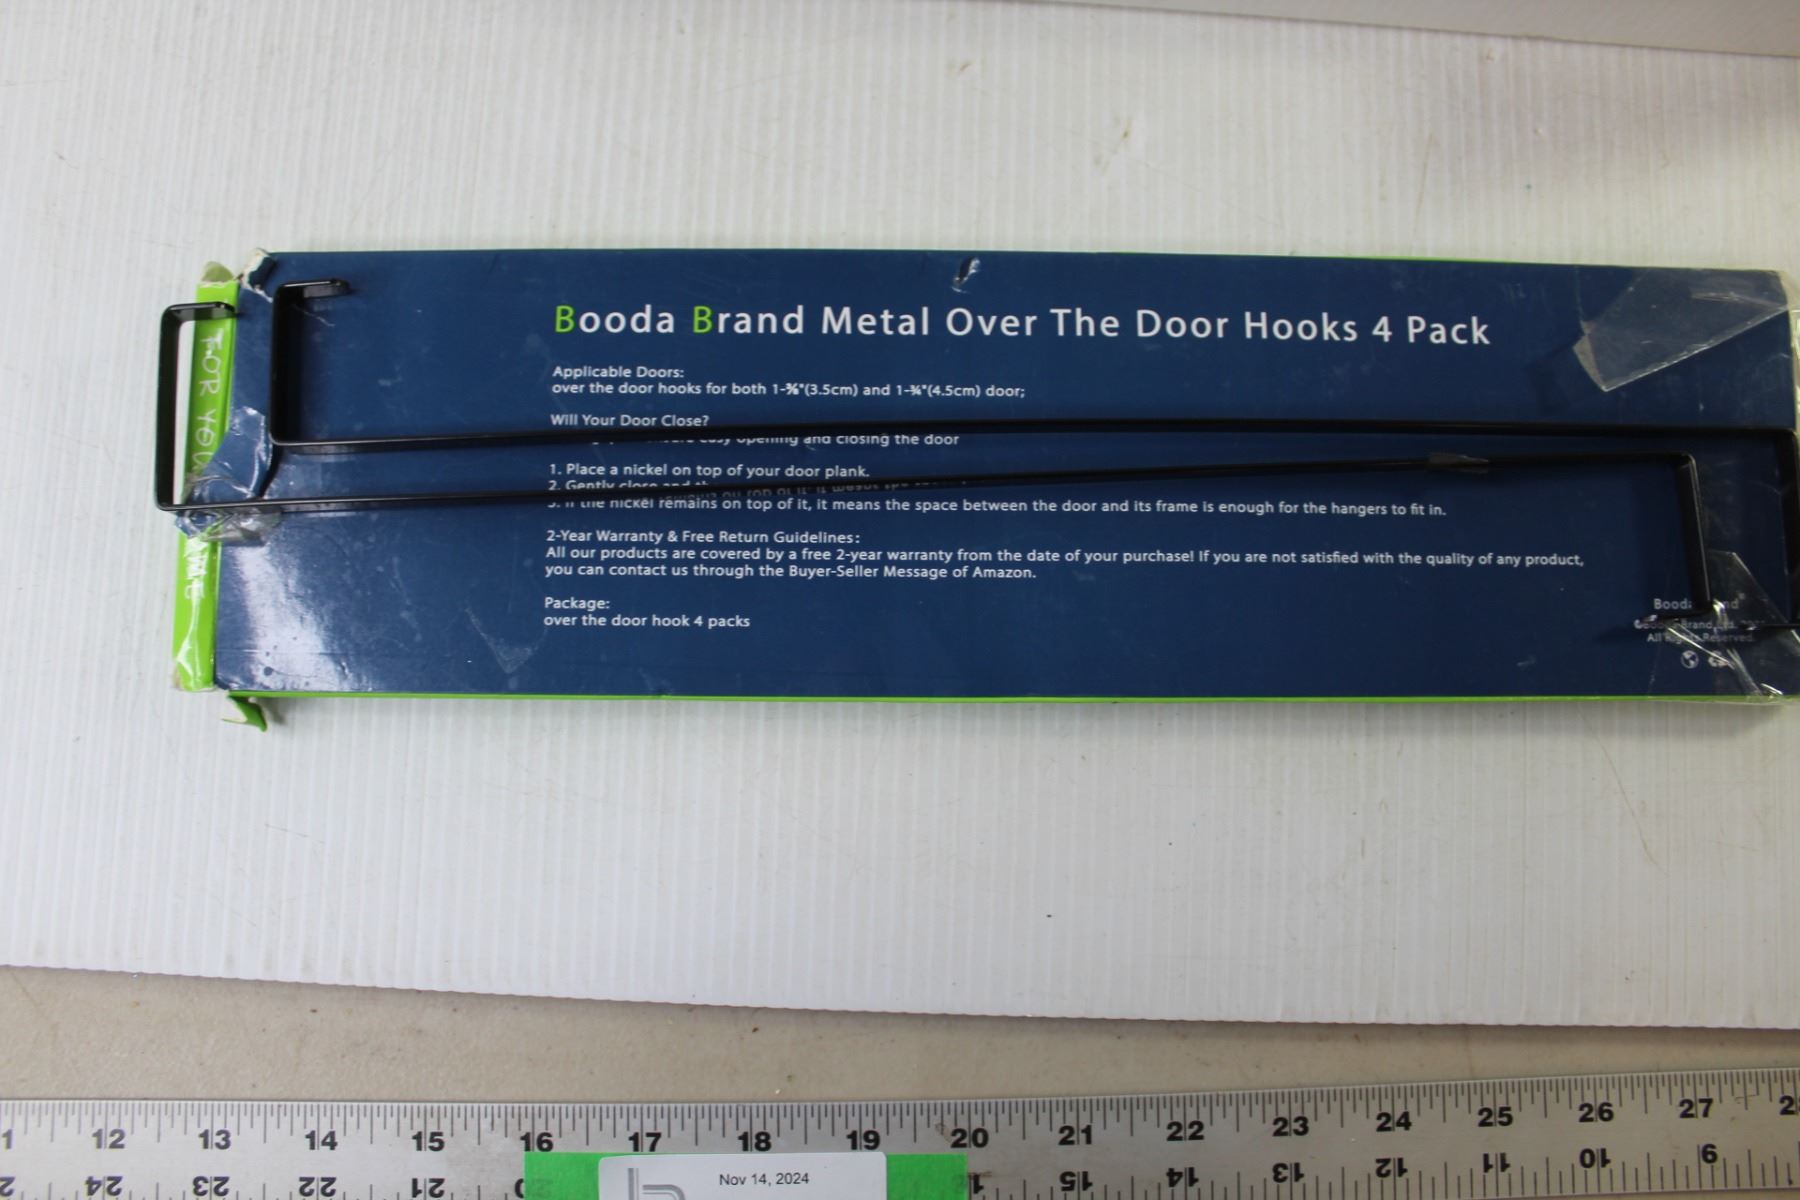 Booda Brand Metal Over The Door Hooks 4 Pack
Applicable Doors:
over the door hooks for both 1-⅜"(3.5cm) and 1-¾"(4.5cm) door;
Will Your Door Close?
easy opening and closing the door
1. Place a nickel on top of your door plank.
2. Gently close
3. If the nickel remains on top of it, it means the space between the door and its frame is enough for the hangers to fit in.
2-Year Warranty & Free Return Guidelines:
All our products are covered by a free 2-year warranty from the date of your purchase! If you are not satisfied with the quality of any product,
you can contact us through the Buyer-Seller Message of Amazon.
Package:
over the door hook 4 packs
All Rights Reserved.
FOR YOU
12 13 14 15 16 17 18 19 20 21 22 23 24 25 26 27
24 23 22 21 15 14 13 12 11 10 9
Nov 14, 2024